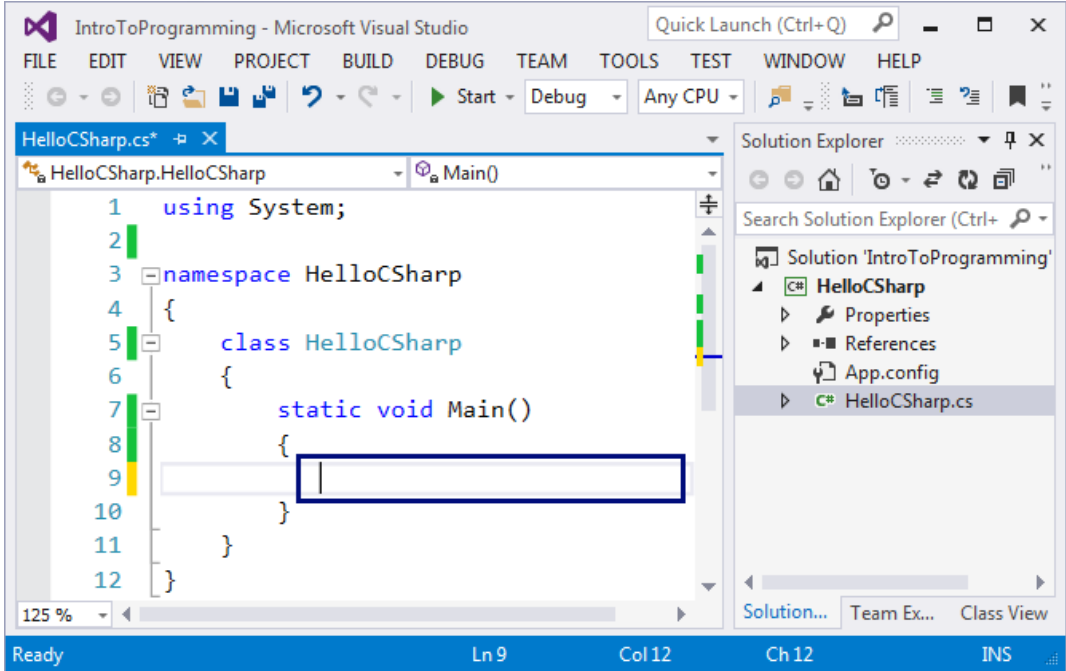 IntroToProgramming - Microsoft Visual Studio
Quick Launch (Ctrl+Q)
FILE EDIT VIEW PROJECT BUILD DEBUG TEAM TOOLS TEST WINDOW HELP
Start Debug Any CPU
HelloCSharp.cs*
Solution Explorer
HelloCSharp.HelloCSharp
Main()
Search Solution Explorer (Ctrl+
1 using System;
2
3 namespace HelloCSharp
4 {
5 class HelloCSharp
6 {
7 static void Main()
8 {
9
10 }
11 }
12 }
Solution 'IntroToProgramming'
C# HelloCSharp
Properties
References
App.config
C# HelloCSharp.cs
125 %
Solution... Team Ex... Class View
Ready Ln 9 Col 12 Ch 12 INS